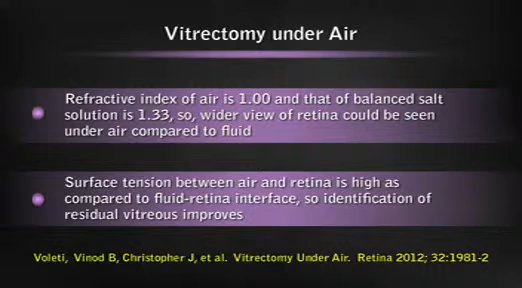 Vitrectomy under Air
Refractive index of air is 1.00 and that of balanced salt
solution is 1.33, so, wider view of retina could be seen
under air compared to fluid
Surface tension between air and retina is high as
compared to fluid-retina interface, so identification of
residual vitreous improves
Voleti, Vinod B, Christopher J, et al. Vitrectomy Under Air. Retina 2012; 32:1981-2